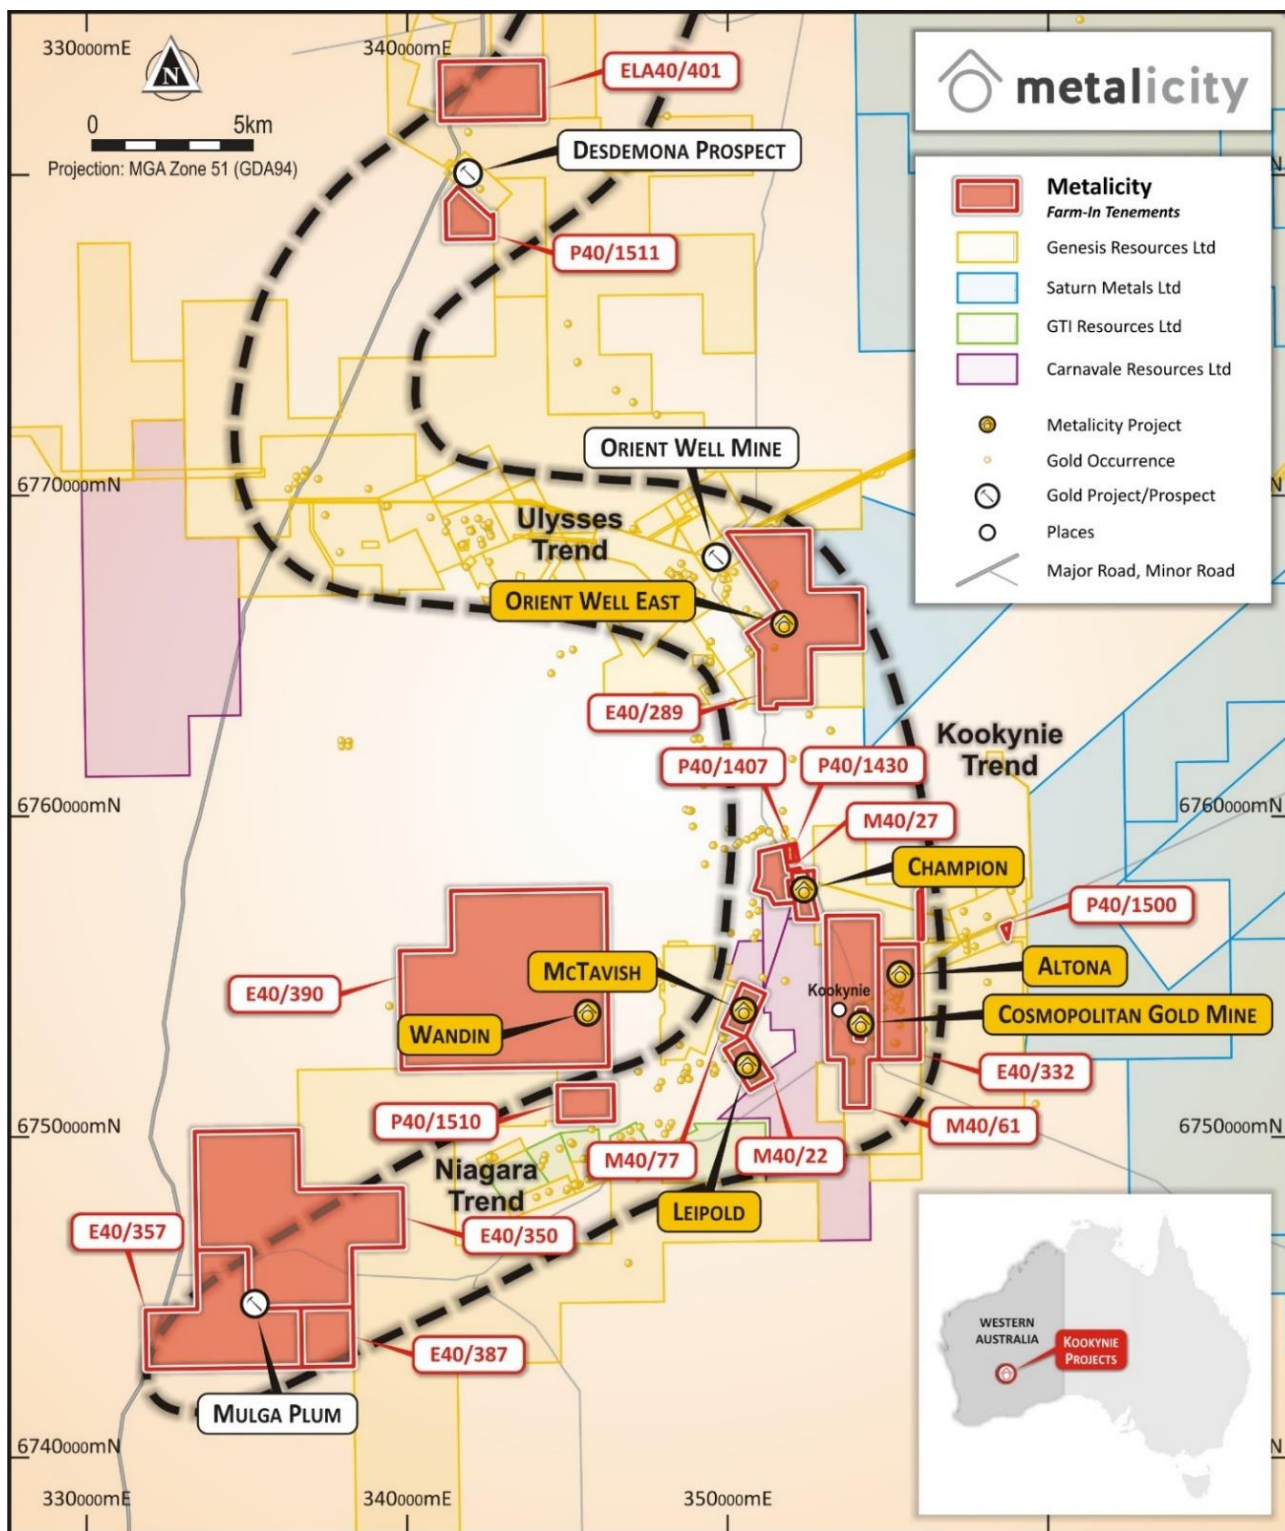 330000mE
340000mE
N
0
5km
Projection: MGA Zone 51 (GDA94)
ELA40/401
DESDEMONA PROSPECT
P40/1511
metalicity
Metalicity
Farm-In Tenements
Genesis Resources Ltd
Saturn Metals Ltd
GTI Resources Ltd
Carnavale Resources Ltd
Metalicity Project
Gold Occurrence
Gold Project/Prospect
Places
Major Road, Minor Road
ORIENT WELL MINE
6770000mN
N
Ulysses
Trend
ORIENT WELL EAST
E40/289
Kookynie
Trend
P40/1407
P40/1430
6760000mN
6760000mN
M40/27
CHAMPION
P40/1500
MCTAVISH
ALTONA
E40/390
Kookynie
WANDIN
COSMOPOLITAN GOLD MINE
E40/332
P40/1510
M40/61
6750000mN
6750000mN
M40/77
M40/22
Niagara
Trend
LEIPOLD
E40/357
E40/350
E40/387
MULGA PLUM
WESTERN
AUSTRALIA
KOOKYNIE
PROJECTS
6740000mN
N
330000mE
340000mE
350000mE